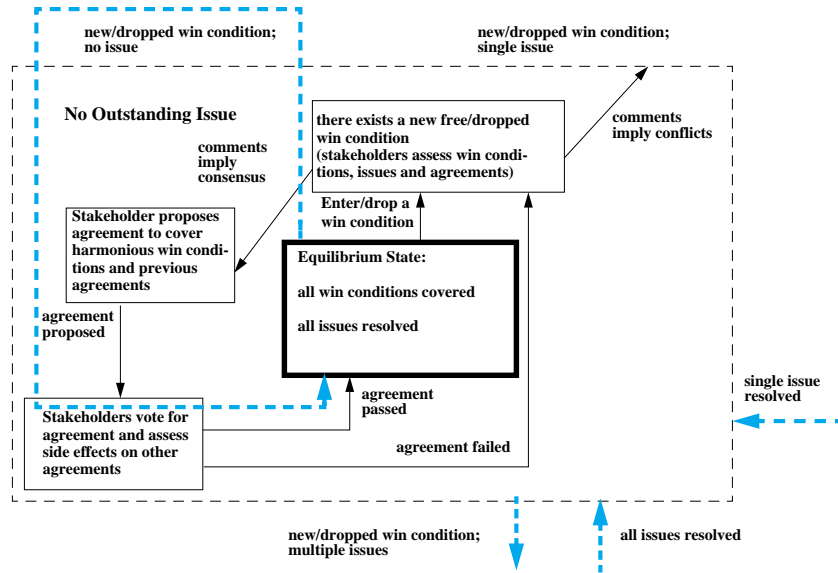 new/dropped win condition;
no issue
new/dropped win condition;
single issue
No Outstanding Issue
there exists a new free/dropped
win condition
(stakeholders assess win condi-
tions, issues and agreements)
comments
imply conflicts
comments
imply
consensus
Enter/drop a
win condition
Stakeholder proposes
agreement to cover
harmonious win condi-
tions and previous
agreements
Equilibrium State:
all win conditions covered
all issues resolved
agreement
proposed
single issue
resolved
agreement
passed
Stakeholders vote for
agreement and assess
side effects on other
agreements
agreement failed
new/dropped win condition;
multiple issues
all issues resolved